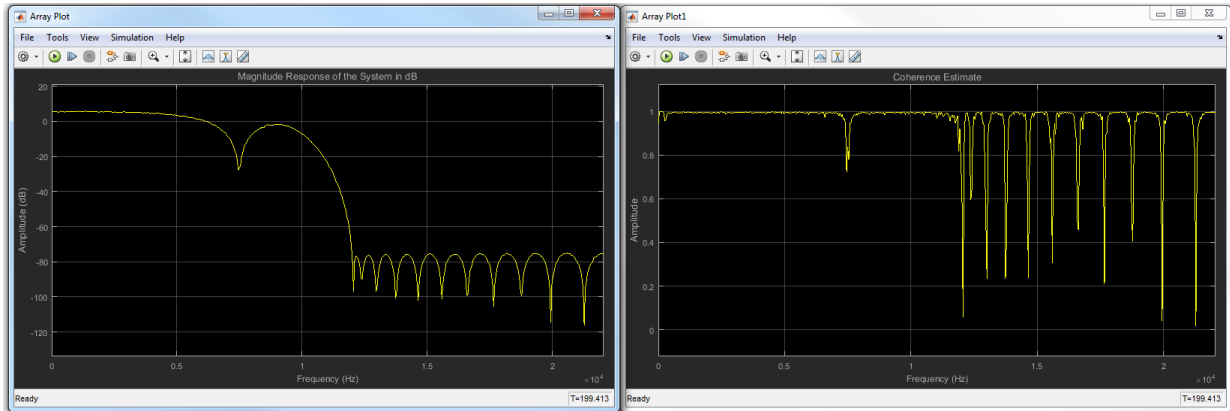 Array Plot
File Tools View Simulation Help
Magnitude Response of the System in dB
20
0
-20
-40
-60
-80
-100
-120
Amplitude (dB)
0 0.5 1 1.5 2
×10⁴
Frequency (Hz)
Ready T=199.413
Array Plot1
File Tools View Simulation Help
Coherence Estimate
1
0.8
0.6
0.4
0.2
0
Amplitude
0 0.5 1 1.5 2
×10⁴
Frequency (Hz)
Ready T=199.413